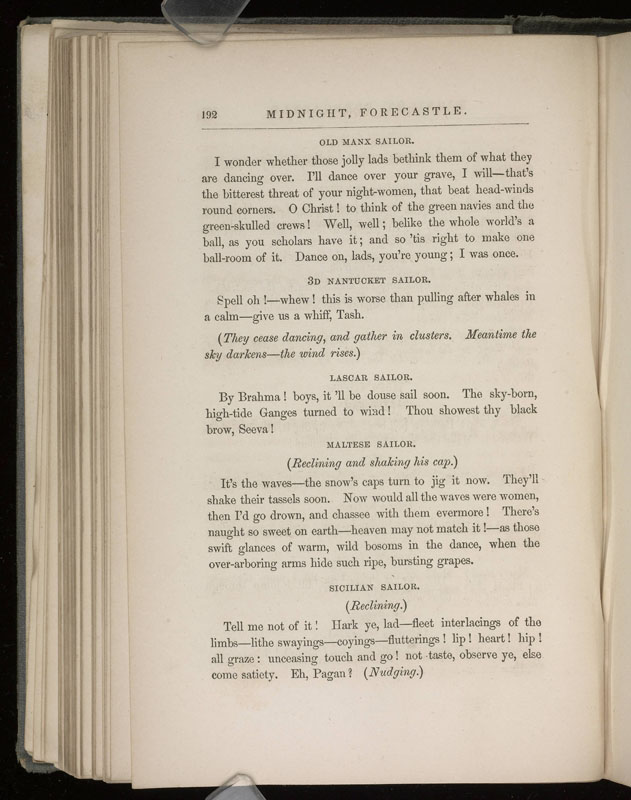 192 MIDNIGHT, FORECASTLE.
OLD MANX SAILOR.
I wonder whether those jolly lads bethink them of what they
are dancing over. I'll dance over your grave, I will—that's
the bitterest threat of your night-women, that beat head-winds
round corners. O Christ! to think of the green navies and the
green-skulled crews! Well, well; belike the whole world's a
ball, as you scholars have it; and so 'tis right to make one
ball-room of it. Dance on, lads, you're young; I was once.
3D NANTUCKET SAILOR.
Spell oh!—whew! this is worse than pulling after whales in
a calm—give us a whiff, Tash.
(They cease dancing, and gather in clusters. Meantime the
sky darkens—the wind rises.)
LASCAR SAILOR.
By Brahma! boys, it 'll be douse sail soon. The sky-born,
high-tide Ganges turned to wind! Thou showest thy black
brow, Seeva!
MALTESE SAILOR.
(Reclining and shaking his cap.)
It's the waves—the snow's caps turn to jig it now. They'll
shake their tassels soon. Now would all the waves were women,
then I'd go drown, and chassee with them evermore! There's
naught so sweet on earth—heaven may not match it!—as those
swift glances of warm, wild bosoms in the dance, when the
over-arboring arms hide such ripe, bursting grapes.
SICILIAN SAILOR.
(Reclining.)
Tell me not of it! Hark ye, lad—fleet interlacings of the
limbs—lithe swayings—coyings—flutterings! lip! heart! hip!
all graze: unceasing touch and go! not taste, observe ye, else
come satiety. Eh, Pagan? (Nudging.)